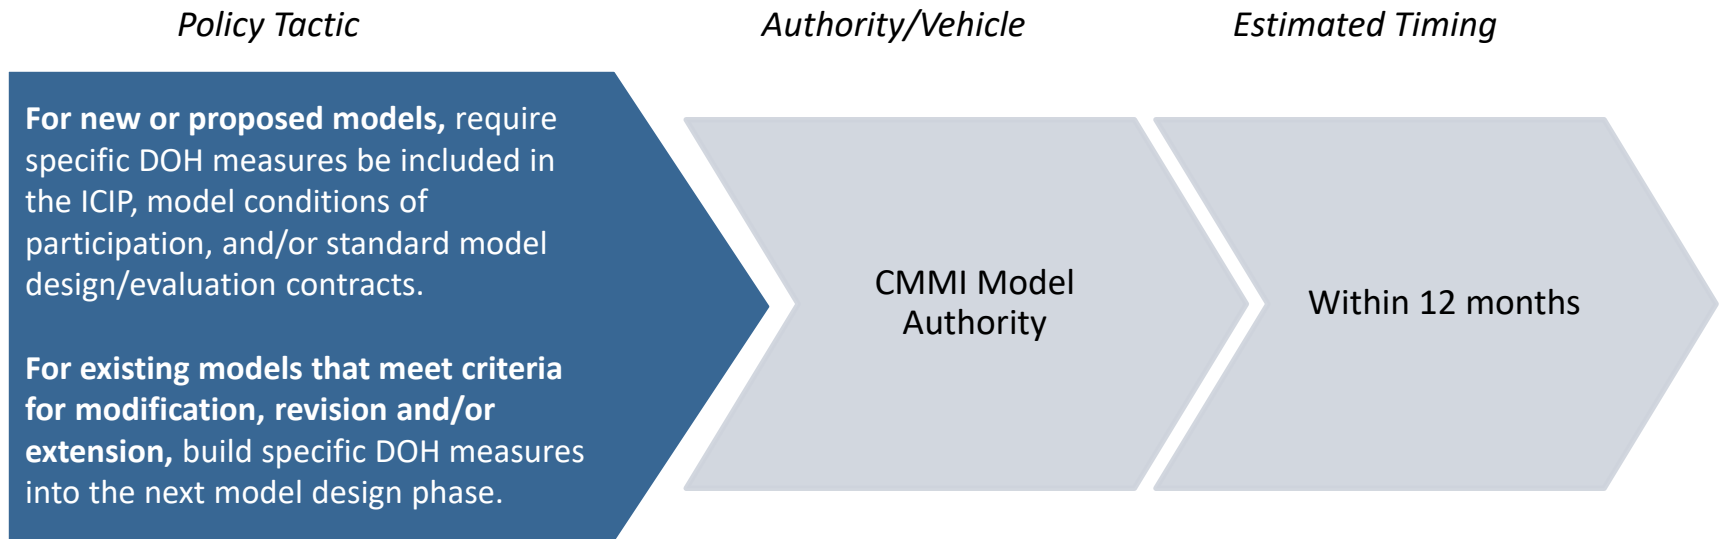 Policy Tactic
Authority/Vehicle
Estimated Timing
For new or proposed models, require
specific DOH measures be included in
the ICIP, model conditions of
participation, and/or standard model
design/evaluation contracts.
For existing models that meet criteria
for modification, revision and/or
extension, build specific DOH measures
into the next model design phase.
CMMI Model
Authority
Within 12 months